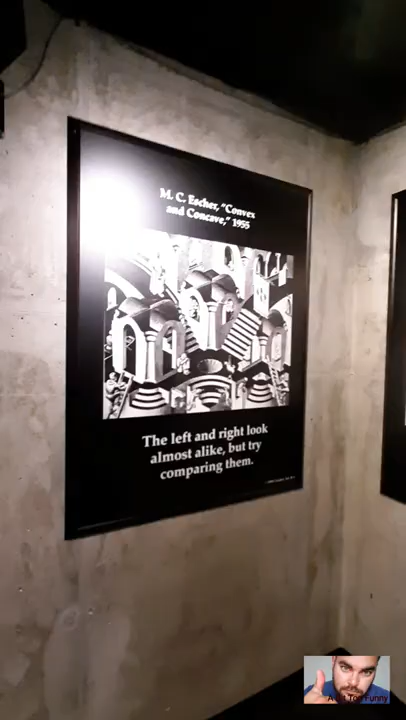 M. C. Escher, "Convex
and Concave," 1955
The left and right look
almost alike, but try
comparing them.